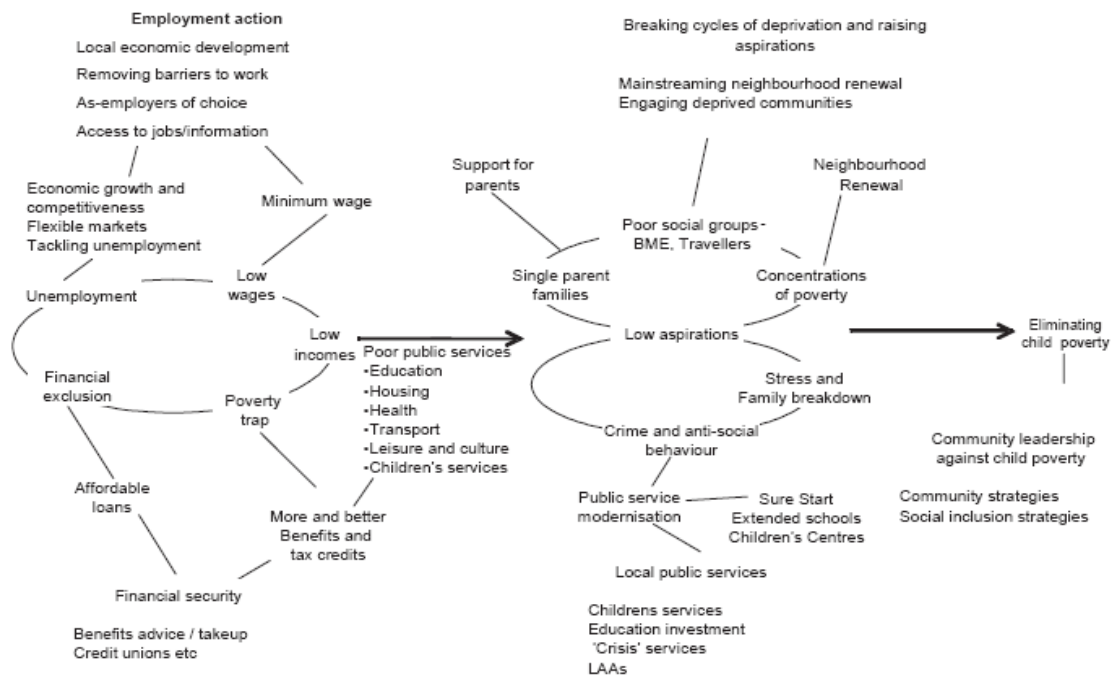 Employment action
Local economic development
Removing barriers to work
As-employers of choice
Access to jobs/information
Economic growth and
competitiveness
Flexible markets
Tackling unemployment
Minimum wage
Unemployment
Low
wages
Low
incomes
Financial
exclusion
Poverty
trap
Poor public services
•Education
•Housing
•Health
•Transport
•Leisure and culture
•Children's services
Affordable
loans
More and better
Benefits and
tax credits
Financial security
Benefits advice / takeup
Credit unions etc
Breaking cycles of deprivation and raising
aspirations
Mainstreaming neighbourhood renewal
Engaging deprived communities
Support for
parents
Neighbourhood
Renewal
Poor social groups-
BME, Travellers
Single parent
families
Concentrations
of poverty
Low aspirations
Stress and
Family breakdown
Crime and anti-social
behaviour
Public service
modernisation
Sure Start
Extended schools
Children's Centres
Local public services
Childrens services
Education investment
'Crisis' services
LAAs
Eliminating
child poverty
Community leadership
against child poverty
Community strategies
Social inclusion strategies